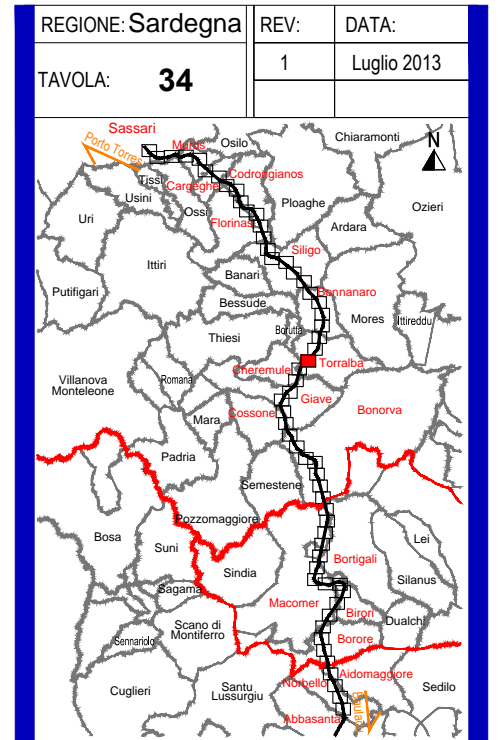 REGIONE: Sardegna
REV:
DATA:
TAVOLA: 34
1
Luglio 2013
Sassari
Porto Torres
Muros
Osilo
Chiaramonti
N
Tissi
Cargeghe
Codrongianos
Usini
Ossi
Ploaghe
Ozieri
Uri
Florinas
Ardara
Siligo
Ittiri
Banari
Bonnanaro
Putifigari
Bessude
Mores
Ittireddu
Thiesi
Borutta
Cheremule
Torralba
Villanova
Monteleone
Romana
Giave
Cossone
Bonorva
Mara
Padria
Semestene
Pozzomaggiore
Bosa
Suni
Lei
Bortigali
Sindia
Silanus
Sagama
Macomer
Birori
Dualchi
Scano di
Montiferro
Sennariolo
Borore
Aidomaggiore
Norbello
Cuglieri
Santu
Lussurgiu
Sedilo
Abbasanta